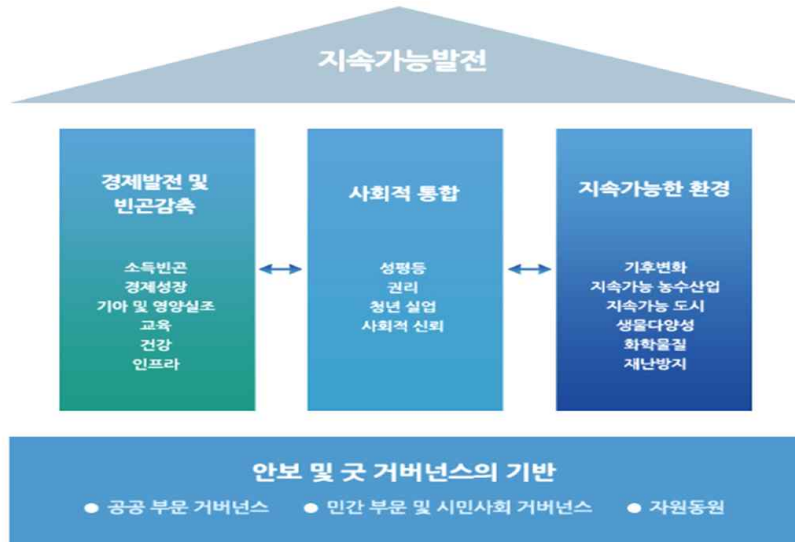 지속가능발전
경제발전 및
빈곤감축
소득빈곤
경제성장
기아 및 영양실조
교육
건강
인프라
사회적 통합
성평등
권리
청년 실업
사회적 신뢰
지속가능한 환경
기후변화
지속가능 농수산업
지속가능 도시
생물다양성
화학물질
재난방지
안보 및 굿 거버넌스의 기반
● 공공 부문 거버넌스 ● 민간 부문 및 시민사회 거버넌스 ● 자원동원